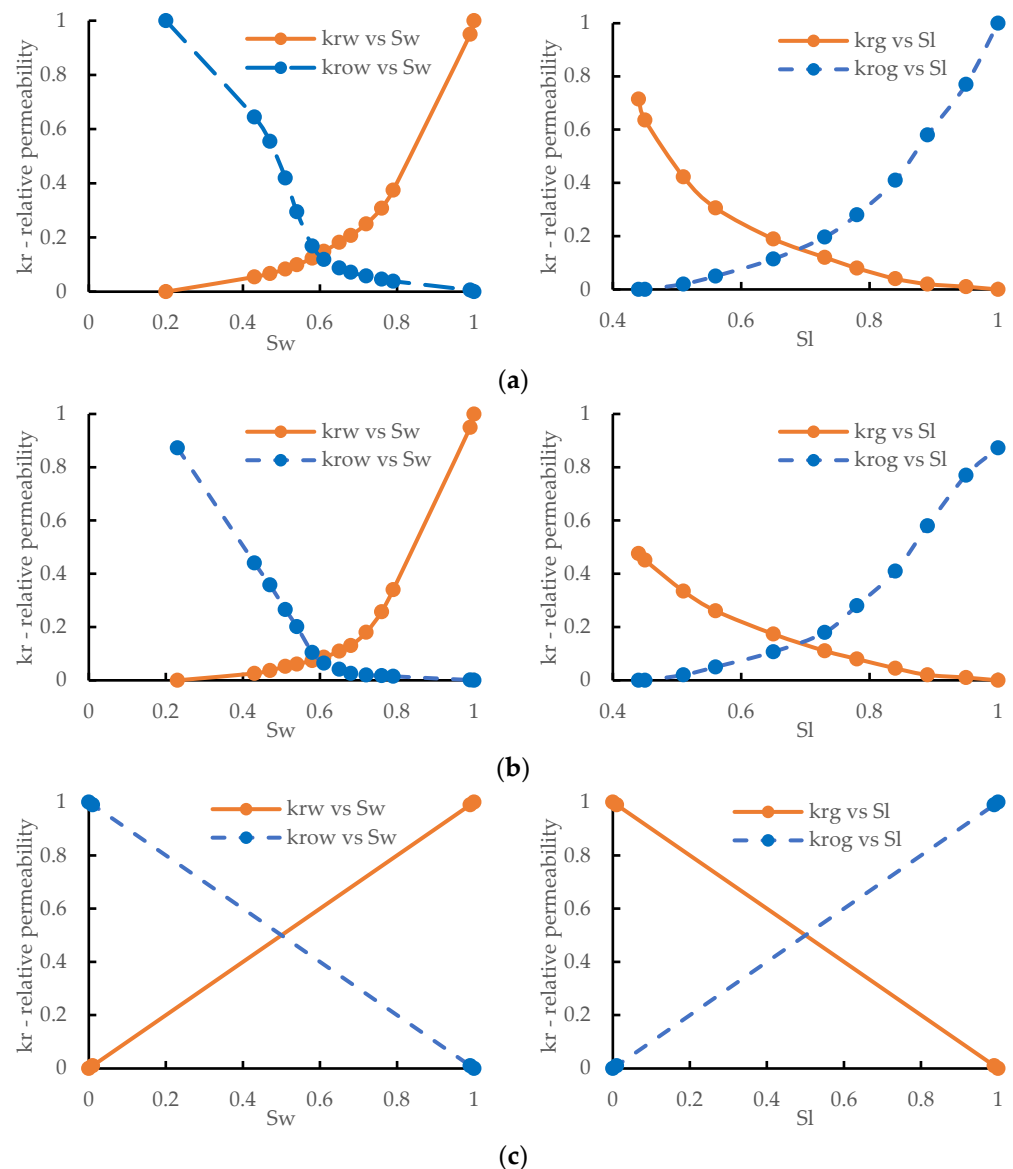 kr - relative permeability
1
0.8
0.6
0.4
0.2
0
0 0.2 0.4 0.6 0.8 1
Sw
krw vs Sw
krow vs Sw
kr - relative permeability
1
0.8
0.6
0.4
0.2
0
0.4 0.6 0.8 1
Sl
krg vs Sl
krog vs Sl
(a)
kr - relative permeability
1
0.8
0.6
0.4
0.2
0
0 0.2 0.4 0.6 0.8 1
Sw
krw vs Sw
krow vs Sw
kr - relative permeability
1
0.8
0.6
0.4
0.2
0
0.4 0.6 0.8 1
Sl
krg vs Sl
krog vs Sl
(b)
kr - relative permeability
1
0.8
0.6
0.4
0.2
0
0 0.2 0.4 0.6 0.8 1
Sw
krw vs Sw
krow vs Sw
kr - relative permeability
1
0.8
0.6
0.4
0.2
0
0 0.2 0.4 0.6 0.8 1
Sl
krg vs Sl
krog vs Sl
(c)